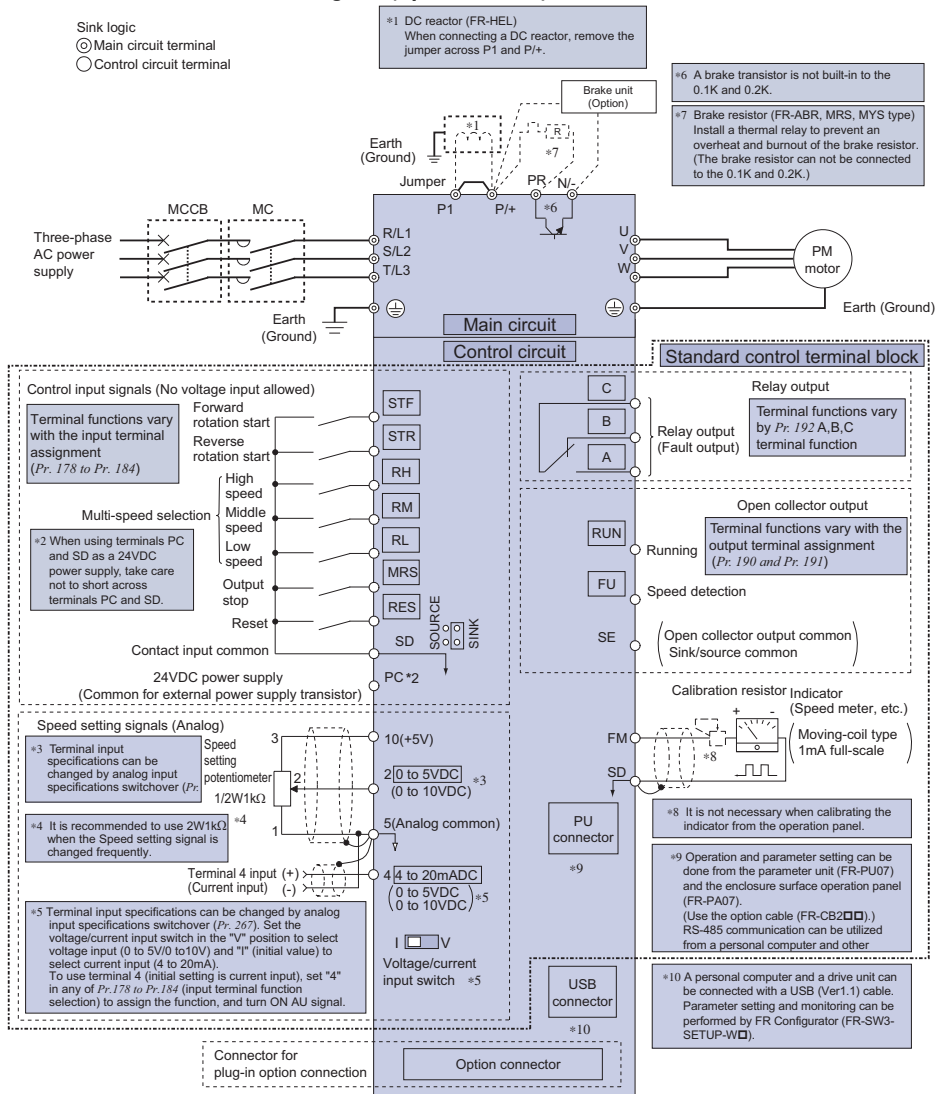 Sink logic
Main circuit terminal
Control circuit terminal
*1 DC reactor (FR-HEL)
When connecting a DC reactor, remove the
jumper across P1 and P/+.
*6 A brake transistor is not built-in to the
0.1K and 0.2K.
*7 Brake resistor (FR-ABR, MRS, MYS type)
Install a thermal relay to prevent an
overheat and burnout of the brake resistor.
(The brake resistor can not be connected
to the 0.1K and 0.2K.)
Brake unit
(Option)
*1
R
*7
Earth
(Ground)
Jumper
P1
P/+
PR
N/-
*6
MCCB
MC
Three-phase
AC power
supply
R/L1
S/L2
T/L3
U
V
W
PM
motor
Earth
(Ground)
Earth (Ground)
Main circuit
Control circuit
Standard control terminal block
Control input signals (No voltage input allowed)
Terminal functions vary
with the input terminal
assignment
(Pr. 178 to Pr. 184)
Forward
rotation start
Reverse
rotation start
Multi-speed selection
High
speed
Middle
speed
Low
speed
Output
stop
Reset
Contact input common
*2 When using terminals PC
and SD as a 24VDC
power supply, take care
not to short across
terminals PC and SD.
24VDC power supply
(Common for external power supply transistor)
STF
STR
RH
RM
RL
MRS
RES
SD
SOURCE
SINK
PC *2
C
B
A
Relay output
Relay output
(Fault output)
Terminal functions vary
by Pr. 192 A,B,C
terminal function
Open collector output
RUN
Running
Terminal functions vary with the
output terminal assignment
(Pr. 190 and Pr. 191)
FU
Speed detection
SE
Open collector output common
Sink/source common
Speed setting signals (Analog)
*3 Terminal input
specifications can be
changed by analog input
specifications switchover (Pr.
*4 It is recommended to use 2W1kΩ
when the Speed setting signal is
changed frequently.
Speed
setting
potentiometer
1/2W1kΩ
*4
3
2
1
10(+5V)
2 0 to 5VDC *3
(0 to 10VDC)
5(Analog common)
Terminal 4 input (+)
(Current input) (-)
4 4 to 20mADC
0 to 5VDC
0 to 10VDC *5
*5 Terminal input specifications can be changed by analog
input specifications switchover (Pr. 267). Set the
voltage/current input switch in the "V" position to select
voltage input (0 to 5V/0 to10V) and "I" (initial value) to
select current input (4 to 20mA).
To use terminal 4 (initial setting is current input), set "4"
in any of Pr.178 to Pr.184 (input terminal function
selection) to assign the function, and turn ON AU signal.
I V
Voltage/current
input switch *5
Calibration resistor
Indicator
(Speed meter, etc.)
+ -
Moving-coil type
1mA full-scale
FM
*8
SD
PU
connector
*9
*8 It is not necessary when calibrating the
indicator from the operation panel.
*9 Operation and parameter setting can be
done from the parameter unit (FR-PU07)
and the enclosure surface operation panel
(FR-PA07).
(Use the option cable (FR-CB2□□).)
RS-485 communication can be utilized
from a personal computer and other
USB
connector
*10
*10 A personal computer and a drive unit can
be connected with a USB (Ver1.1) cable.
Parameter setting and monitoring can be
performed by FR Configurator (FR-SW3-
SETUP-W□).
Connector for
plug-in option connection
Option connector